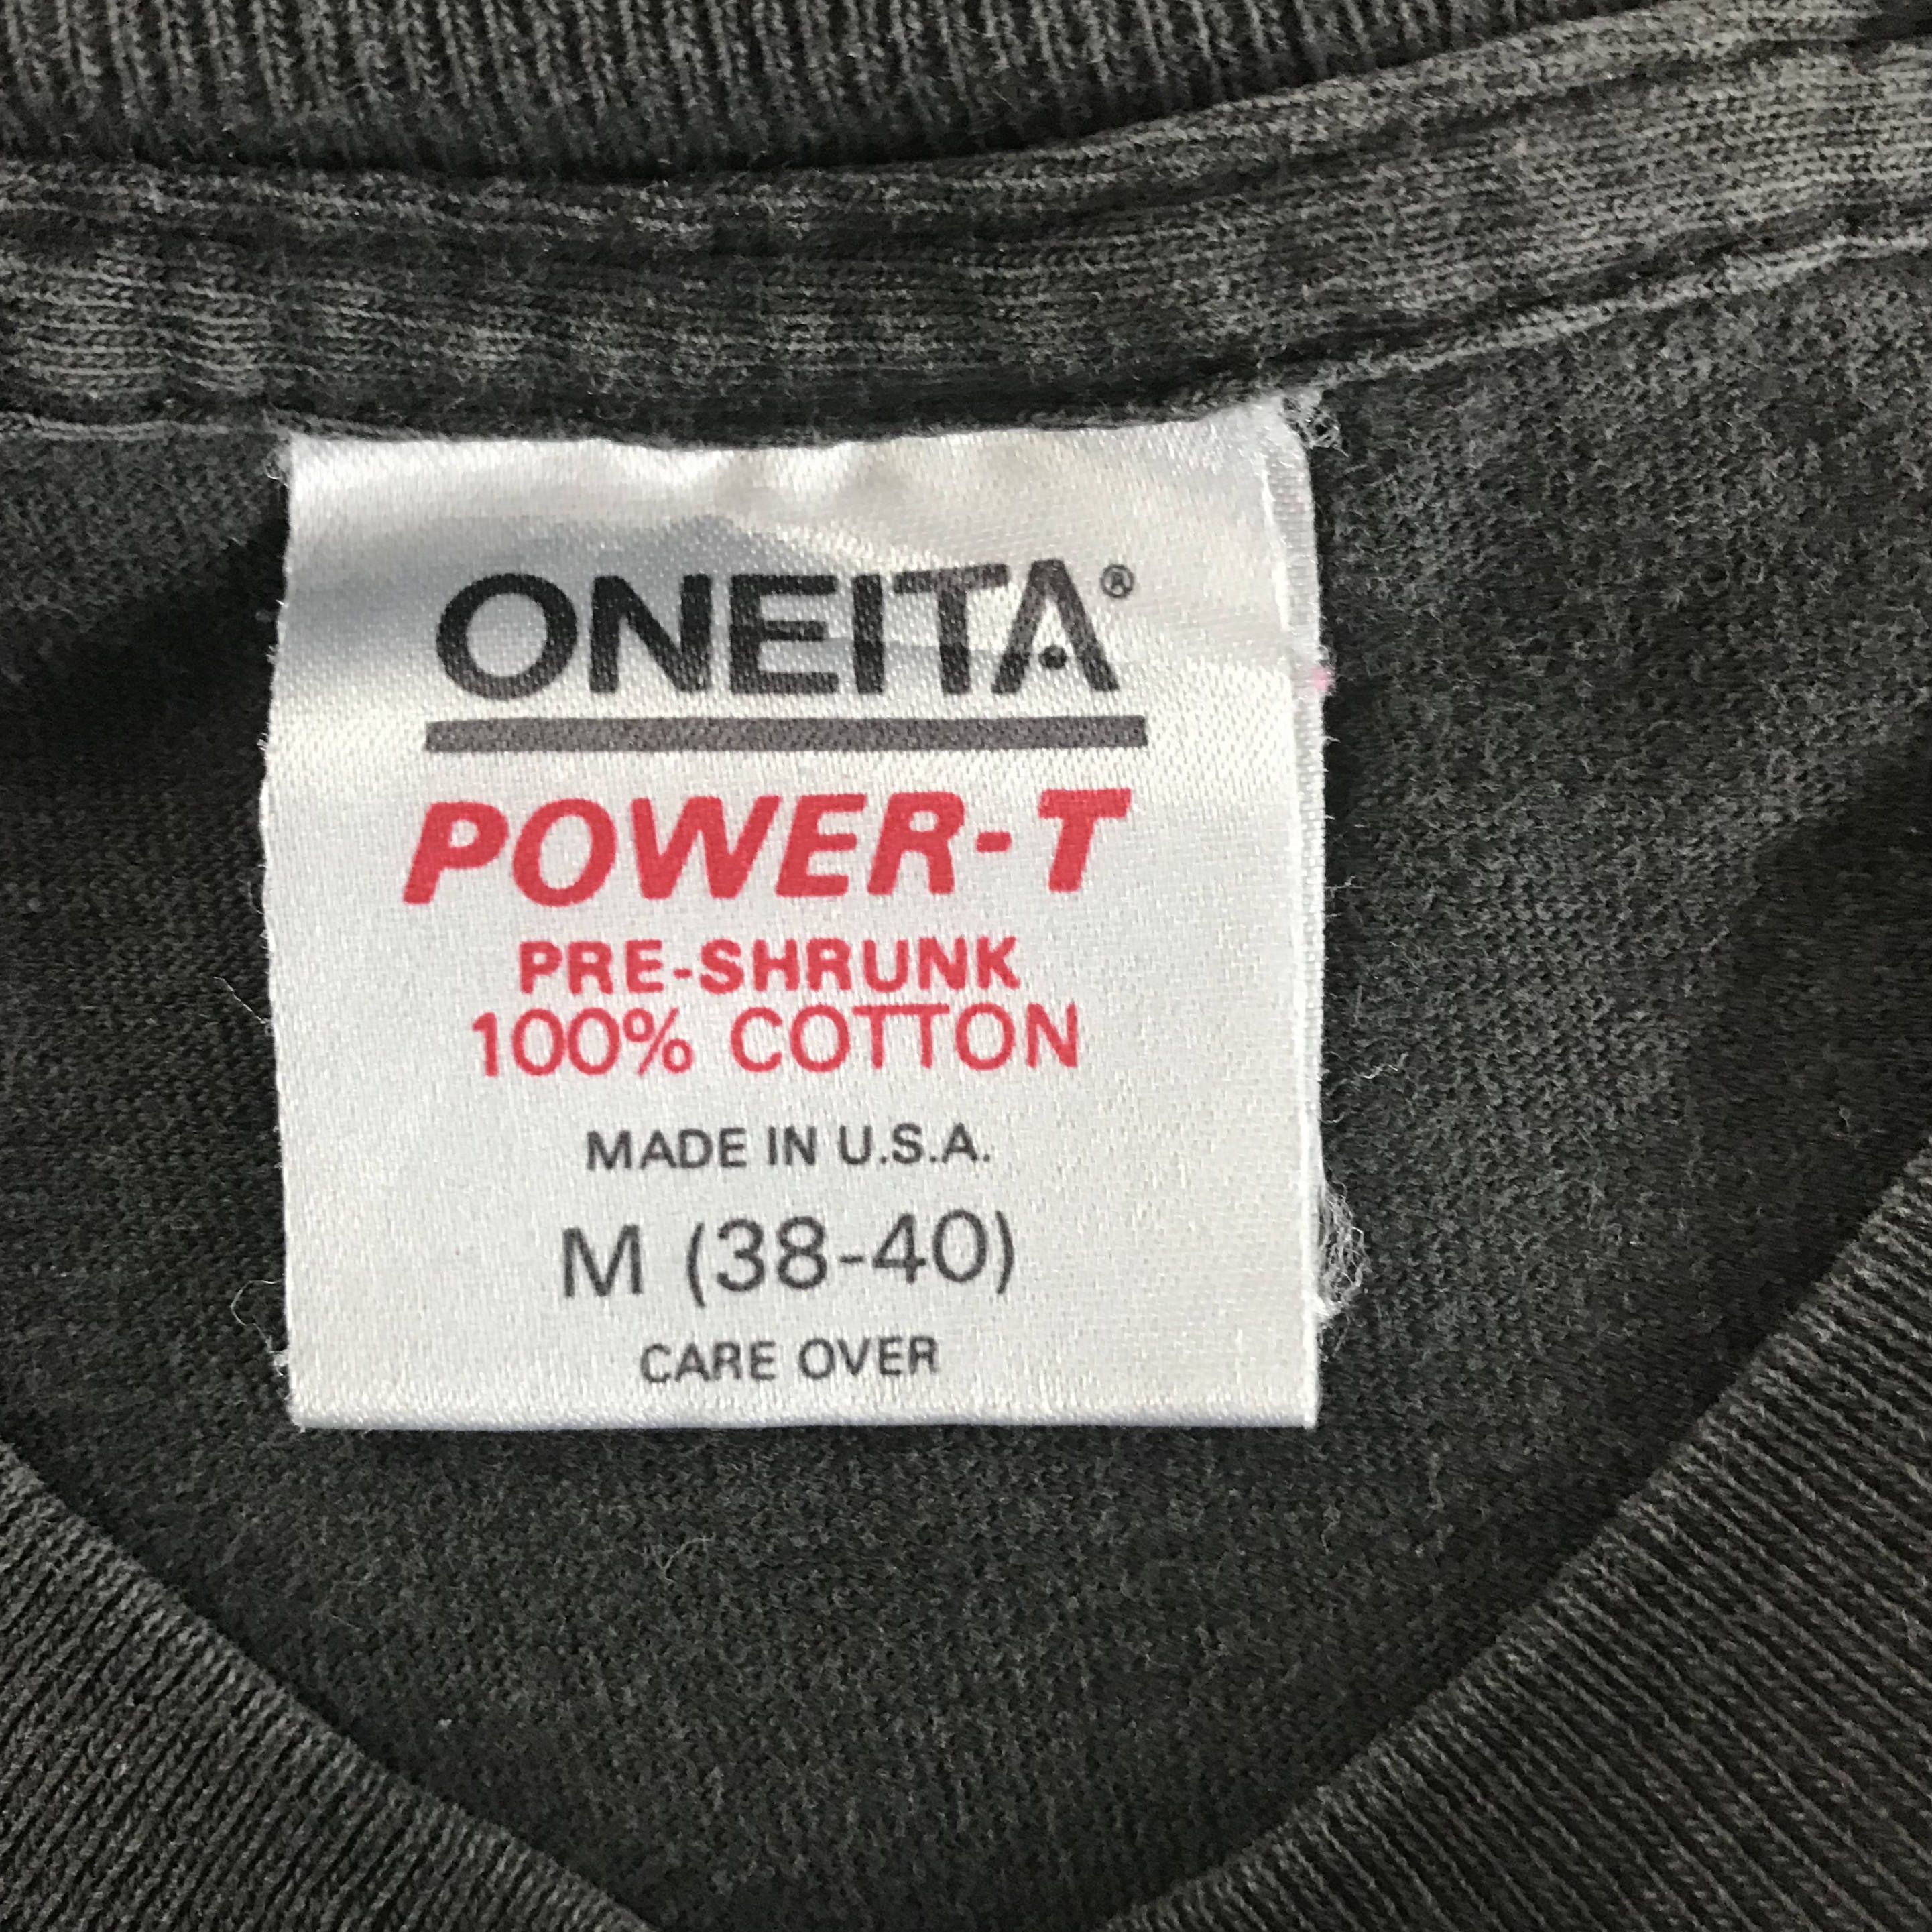 ONEITA®
POWER-T
PRE-SHRUNK
100% COTTON
MADE IN U.S.A.
M (38-40)
CARE OVER